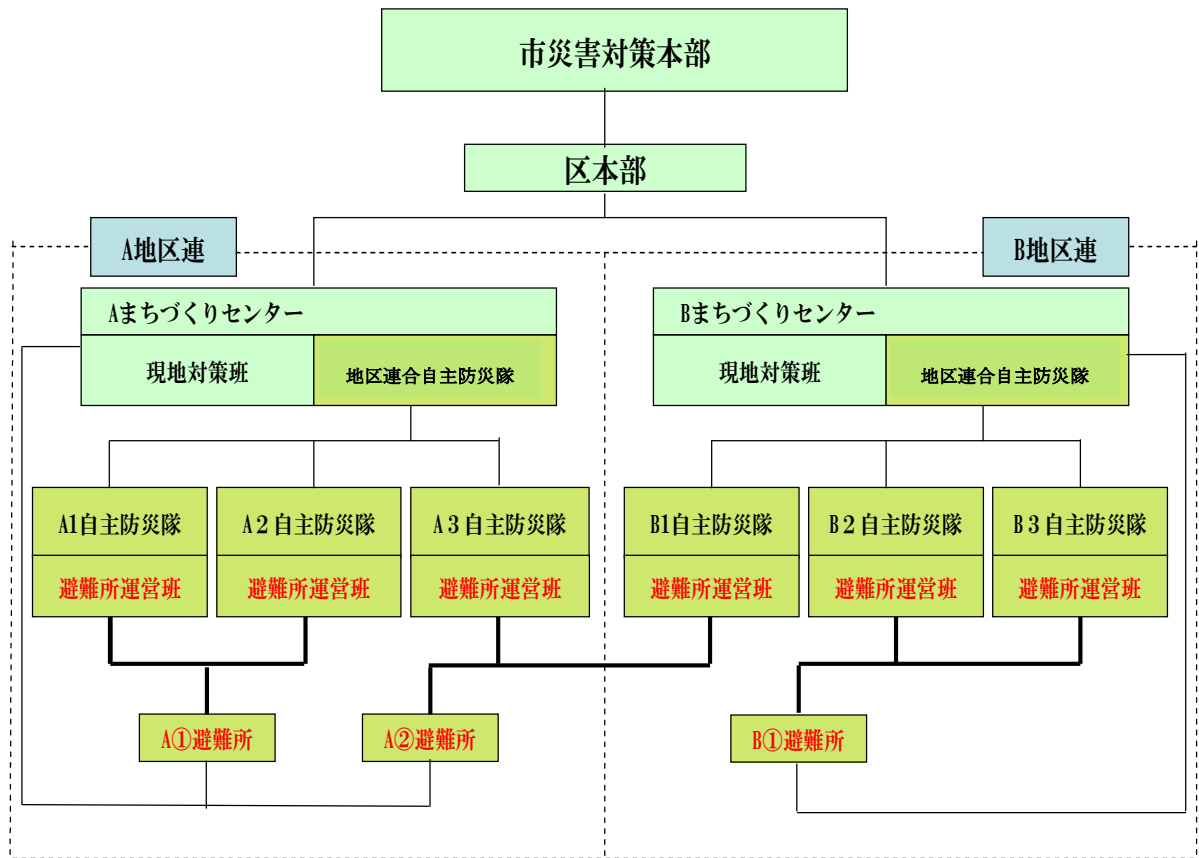 市災害対策本部
区本部
A地区連
B地区連
Aまちづくりセンター
現地対策班
地区連合自主防災隊
Bまちづくりセンター
現地対策班
地区連合自主防災隊
A1自主防災隊
A２自主防災隊
A３自主防災隊
B1自主防災隊
B２自主防災隊
B３自主防災隊
避難所運営班
避難所運営班
避難所運営班
避難所運営班
避難所運営班
避難所運営班
A①避難所
A②避難所
B①避難所